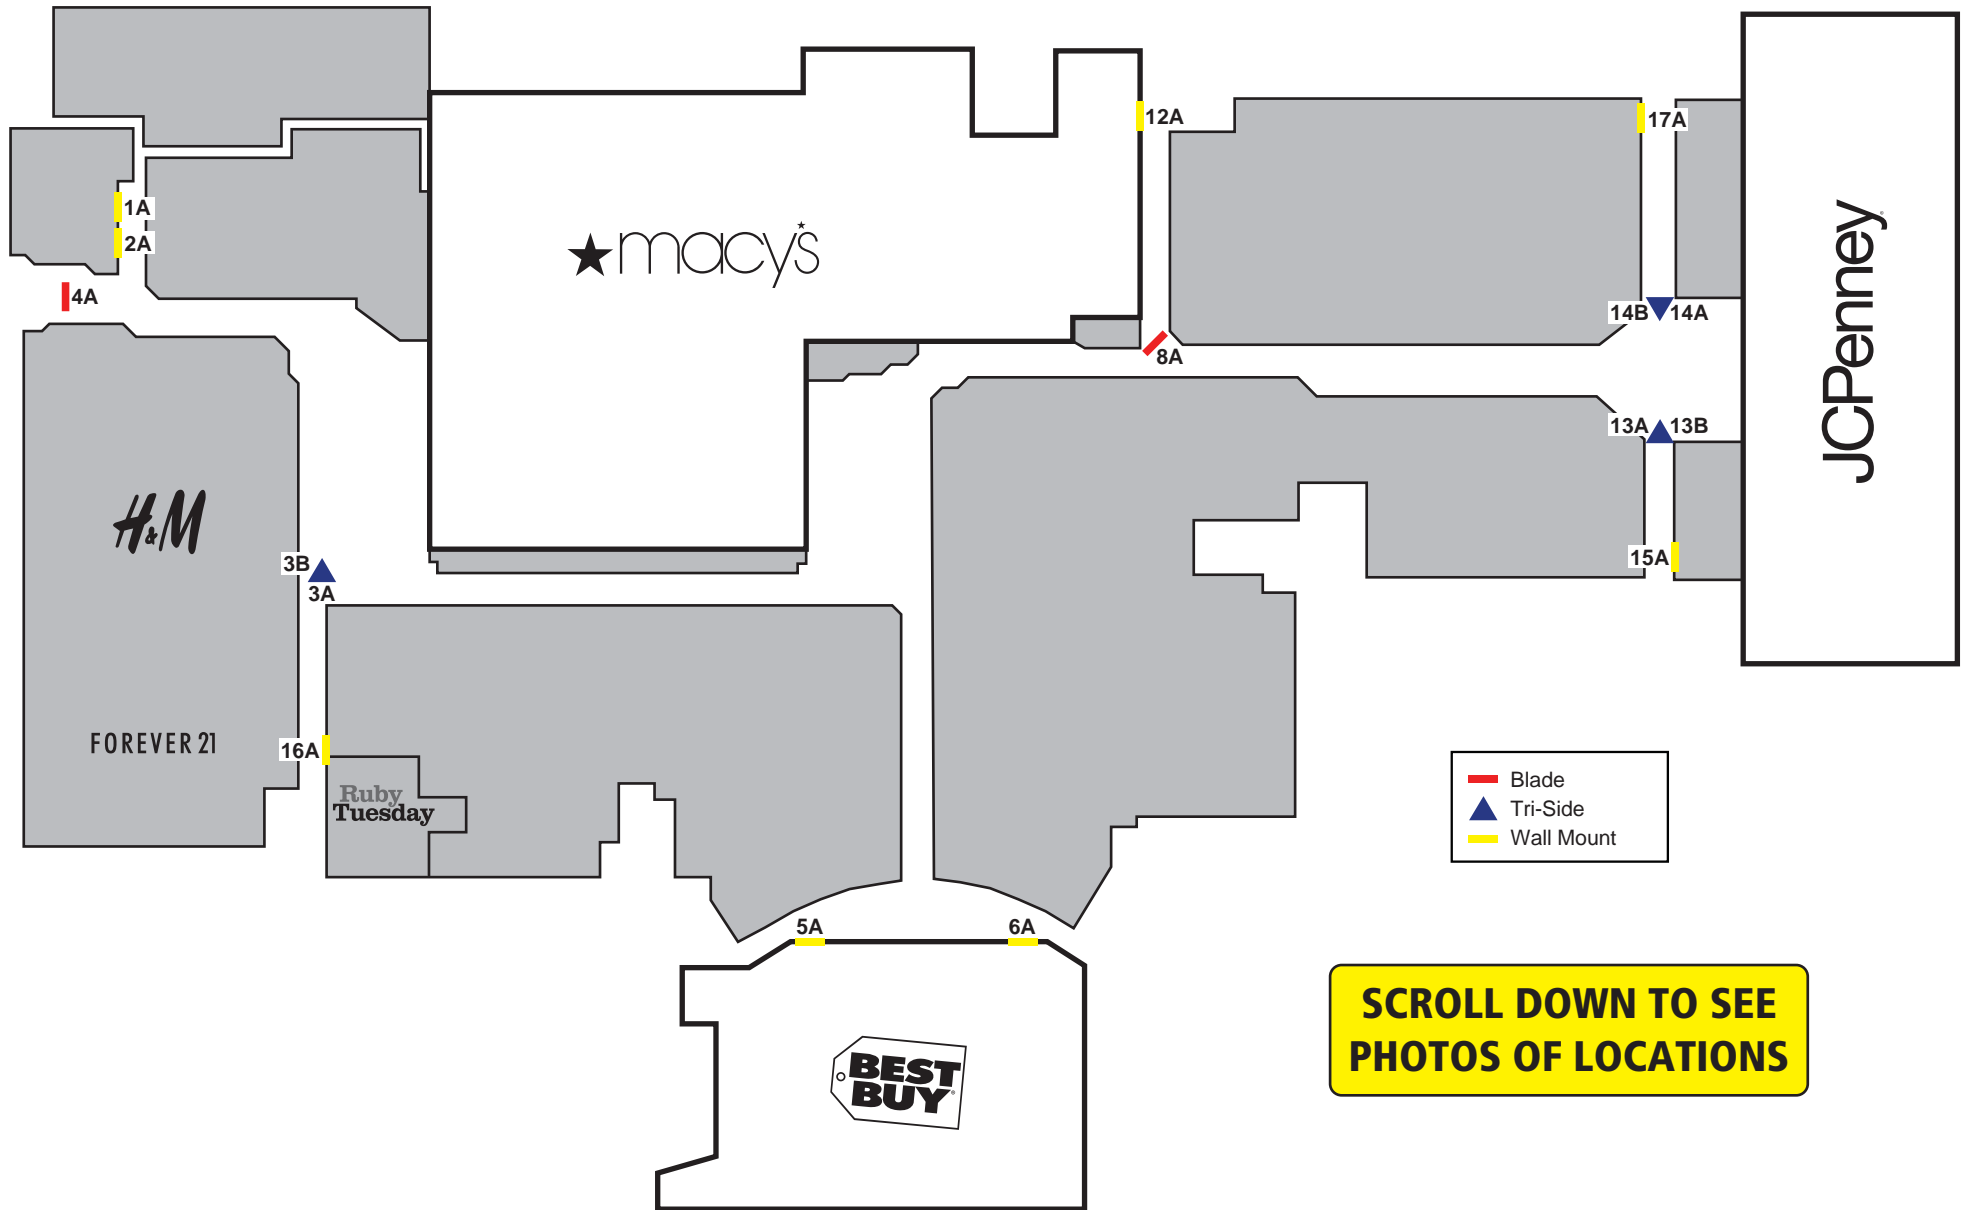 12A
17A
1A
2A
macy's
4A
14B
14A
8A
JCPenney
13A
13B
H&M
3B
3A
15A
FOREVER 21
16A
Ruby
Tuesday
Blade
Tri-Side
Wall Mount
5A
6A
SCROLL DOWN TO SEE
PHOTOS OF LOCATIONS
BEST
BUY